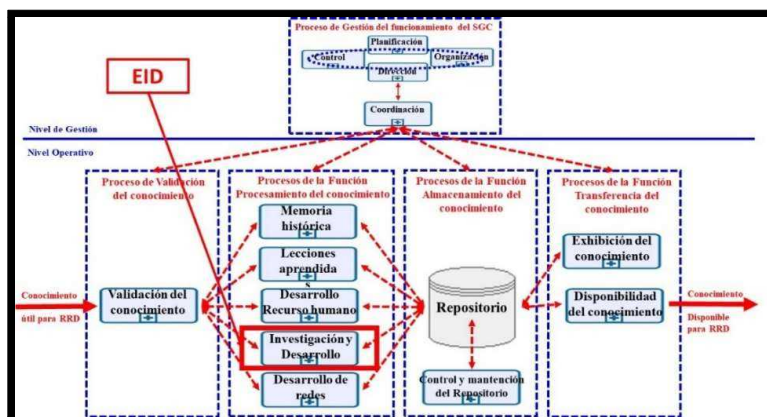 Proceso de Gestión del funcionamiento del SGC
Planificación
Control
Organización
Dirección
Coordinación
EID
Nivel de Gestión
Nivel Operativo
Proceso de Validación
del conocimiento
Procesos de la Función
Procesamiento del conocimiento
Procesos de la Función
Almacenamiento del
conocimiento
Procesos de la Función
Transferencia del
conocimiento
Conocimiento
útil para RRD
Validación del
conocimiento
Memoria
histórica
Lecciones
aprendida
s
Desarrollo
Recurso humano
Investigación y
Desarrollo
Desarrollo de
redes
Repositorio
Control y mantención
del Repositorio
Exhibición del
conocimiento
Disponibilidad
del conocimiento
Conocimiento
Disponible
para RRD